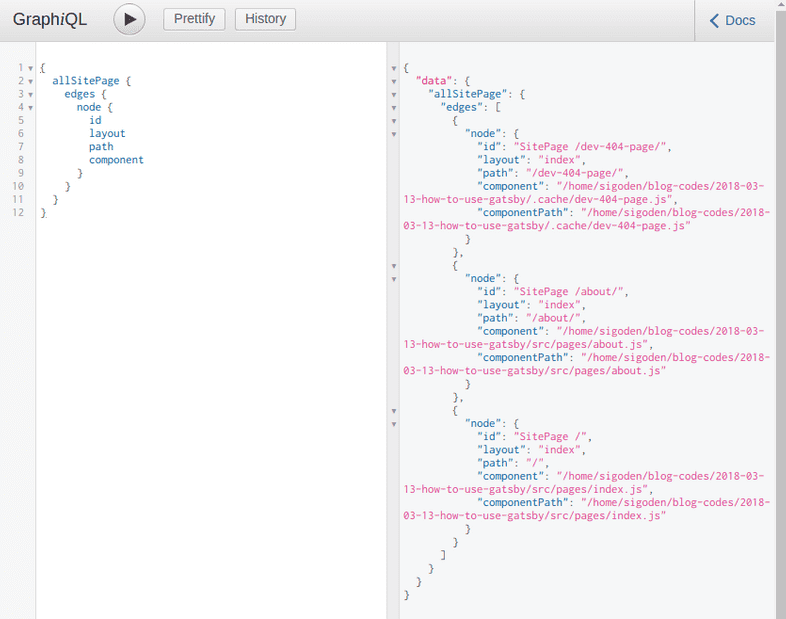 GraphiQL
Prettify
History
Docs
1 {
2 allSitePage {
3 edges {
4 node {
5 id
6 layout
7 path
8 component
9 }
10 }
11 }
12 }
{
"data": {
"allSitePage": {
"edges": [
{
"node": {
"id": "SitePage /dev-404-page/",
"layout": "index",
"path": "/dev-404-page/",
"component": "/home/sigoden/blog-codes/2018-03-
13-how-to-use-gatsby/.cache/dev-404-page.js",
"componentPath": "/home/sigoden/blog-codes/2018-
03-13-how-to-use-gatsby/.cache/dev-404-page.js"
}
},
{
"node": {
"id": "SitePage /about/",
"layout": "index",
"path": "/about/",
"component": "/home/sigoden/blog-codes/2018-03-
13-how-to-use-gatsby/src/pages/about.js",
"componentPath": "/home/sigoden/blog-codes/2018-
03-13-how-to-use-gatsby/src/pages/about.js"
}
},
{
"node": {
"id": "SitePage /",
"layout": "index",
"path": "/",
"component": "/home/sigoden/blog-codes/2018-03-
13-how-to-use-gatsby/src/pages/index.js",
"componentPath": "/home/sigoden/blog-codes/2018-
03-13-how-to-use-gatsby/src/pages/index.js"
}
}
]
}
}
}